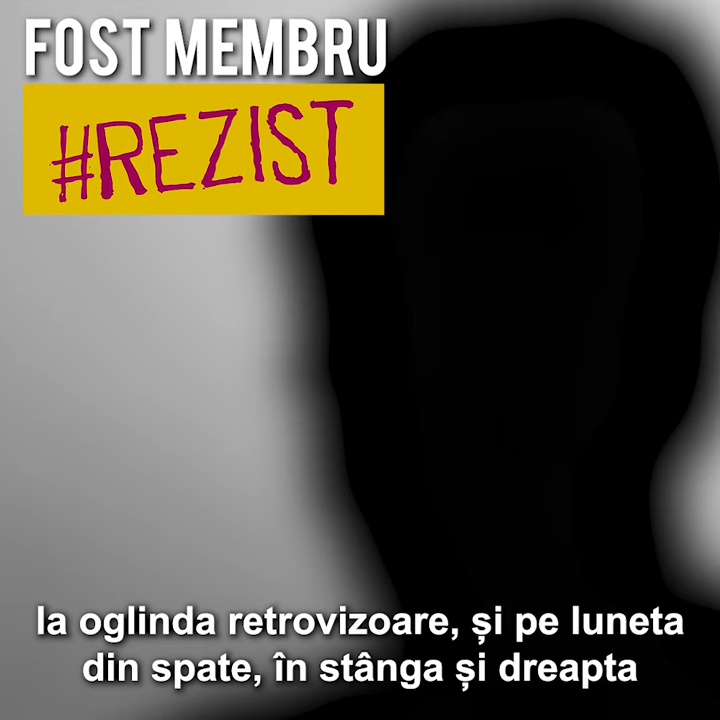 FOST MEMBRU
#REZIST
la oglinda retrovizoare, și pe luneta
din spate, în stânga și dreapta